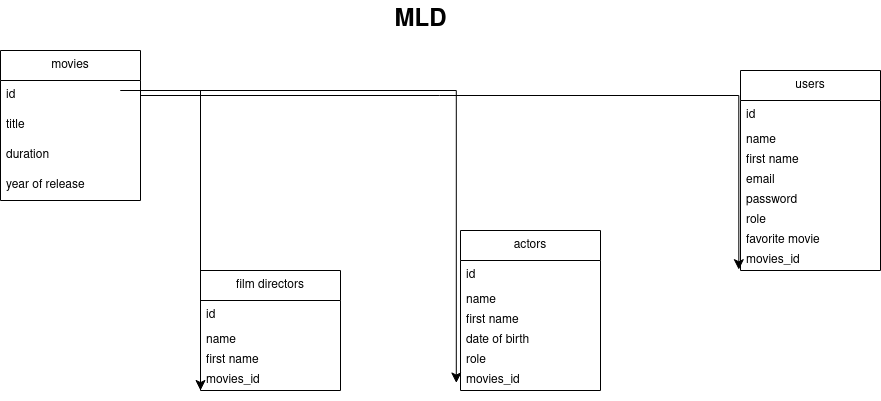 MLD
movies
id
title
duration
year of release
users
id
name
first name
email
password
role
favorite movie
movies_id
actors
id
name
first name
date of birth
role
movies_id
film directors
id
name
first name
movies_id